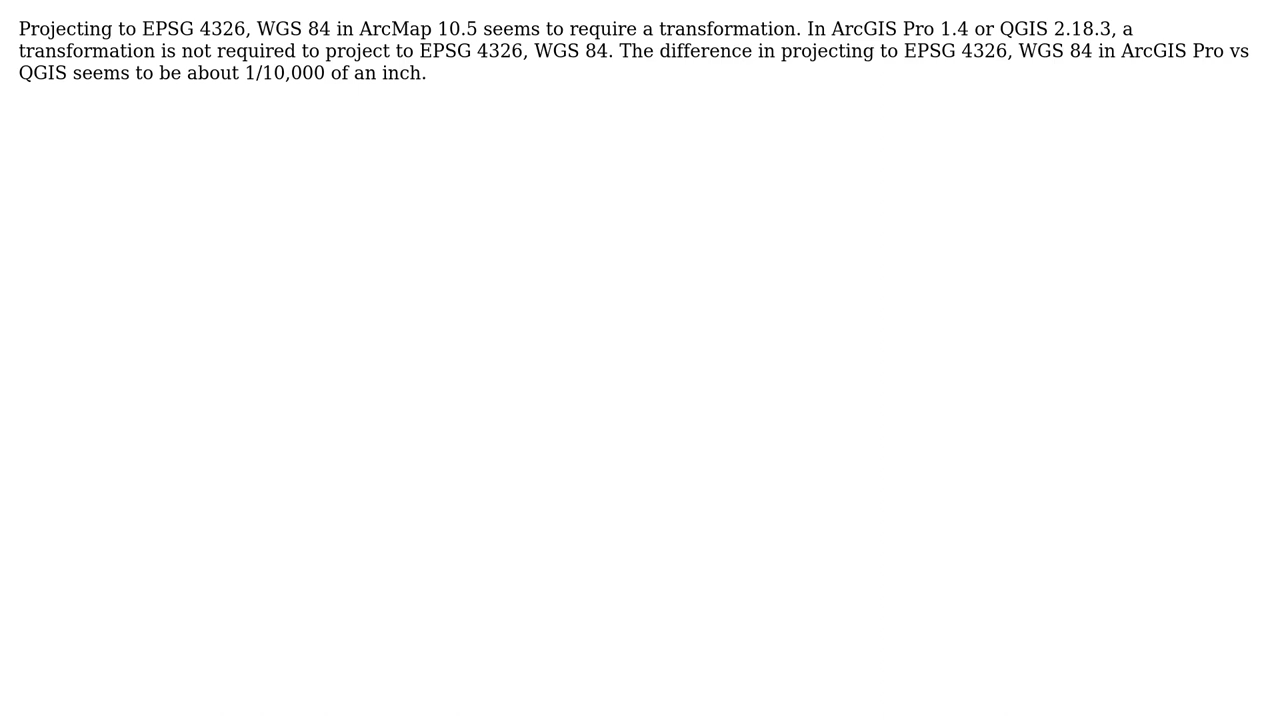 Projecting to EPSG 4326, WGS 84 in ArcMap 10.5 seems to require a transformation. In ArcGIS Pro 1.4 or QGIS 2.18.3, a
transformation is not required to project to EPSG 4326, WGS 84. The difference in projecting to EPSG 4326, WGS 84 in ArcGIS Pro vs
QGIS seems to be about 1/10,000 of an inch.